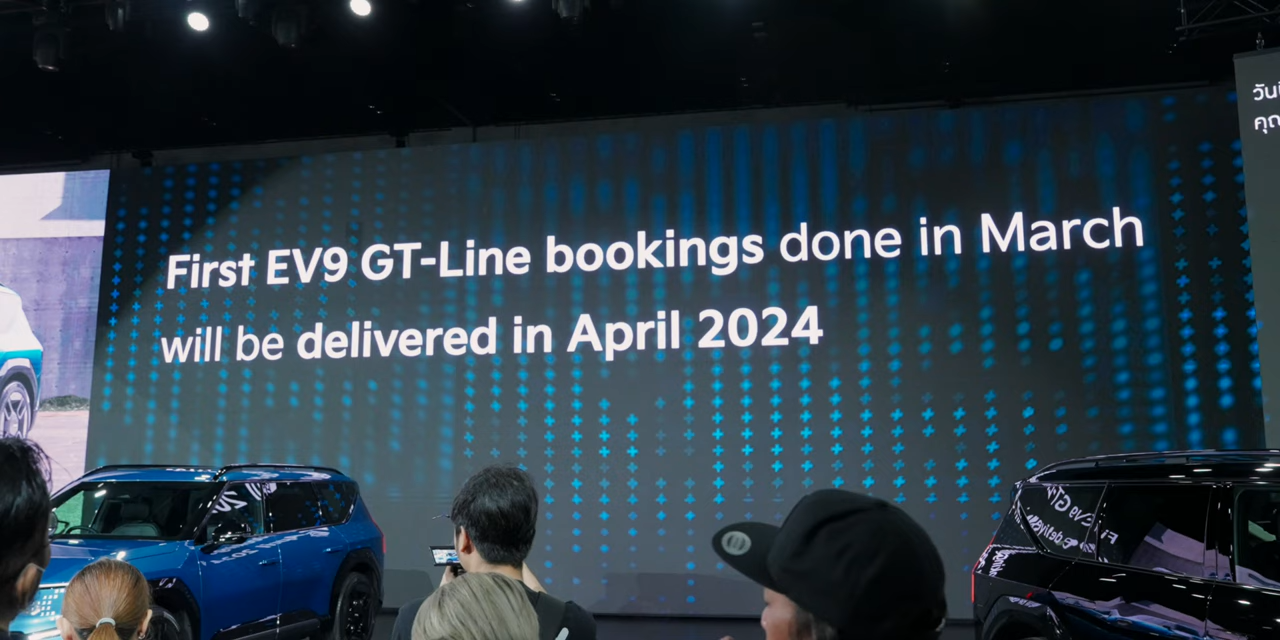 First EV9 GT-Line bookings done in March
will be delivered in April 2024